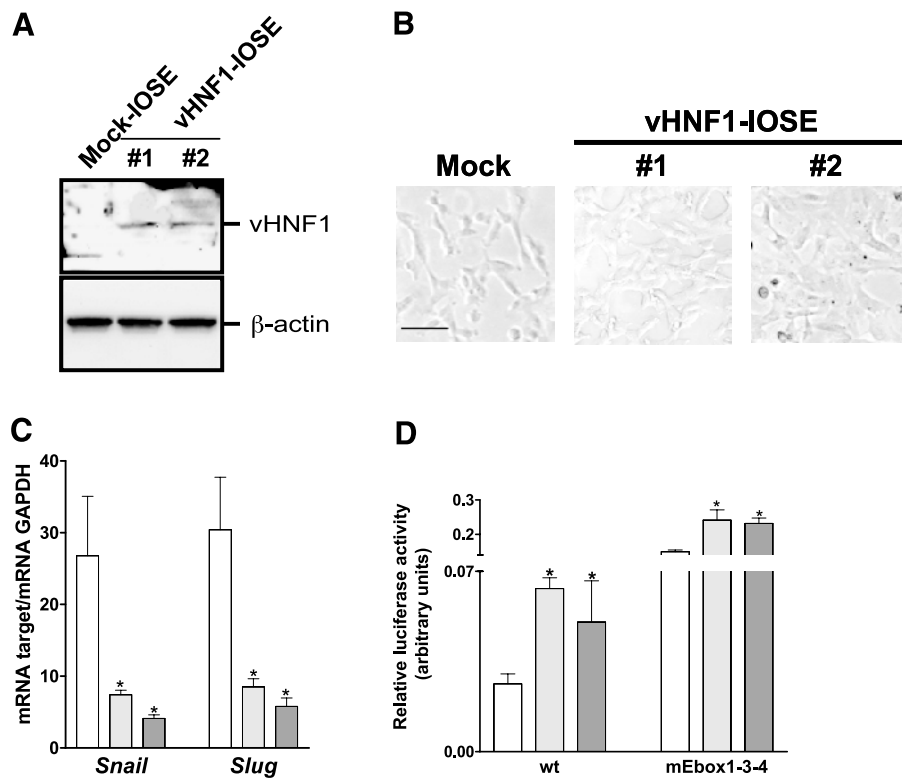 A
Mock-IOSE
vHNF1-IOSE
#1 #2
vHNF1
β-actin
B
vHNF1-IOSE
Mock #1 #2
C
mRNA target/mRNA GAPDH
40
30
20
10
0
Snail Slug
* * * *
D
Relative luciferase activity
(arbitrary units)
0.3
0.2
0.07
0.00
* * * *
wt mEbox1-3-4